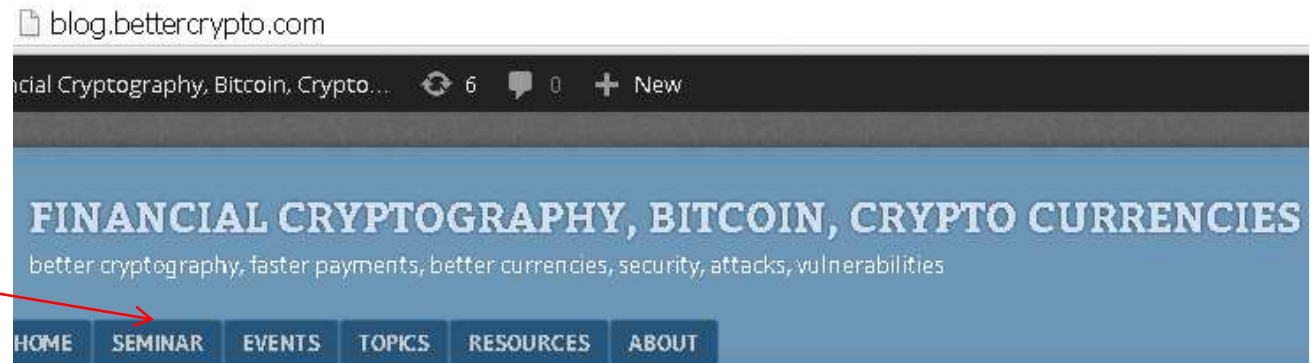 blog.bettercrypto.com
ncial Cryptography, Bitcoin, Crypto... 6 0 + New
FINANCIAL CRYPTOGRAPHY, BITCOIN, CRYPTO CURRENCIES
better cryptography, faster payments, better currencies, security, attacks, vulnerabilities
HOME SEMINAR EVENTS TOPICS RESOURCES ABOUT